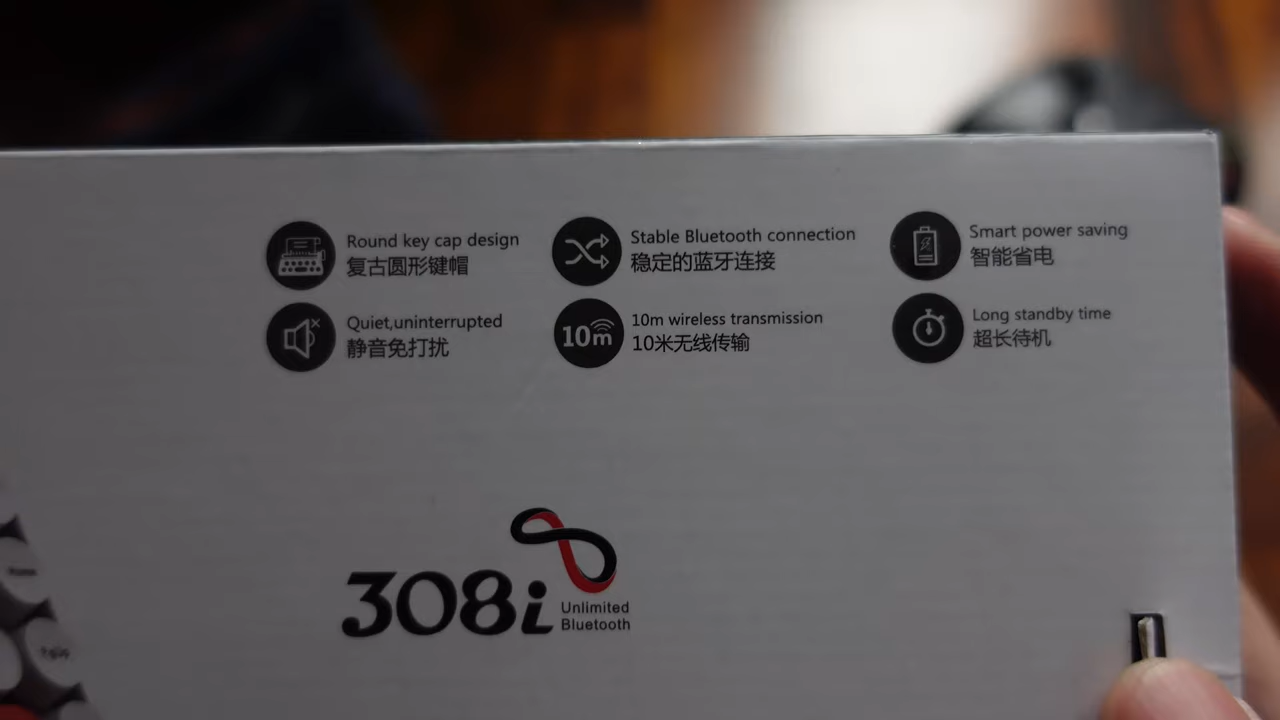 Round key cap design
复古圆形键帽
Stable Bluetooth connection
稳定的蓝牙连接
Smart power saving
智能省电
Quiet,uninterrupted
静音免打扰
10m
10m wireless transmission
10米无线传输
Long standby time
超长待机
308i
Unlimited
Bluetooth